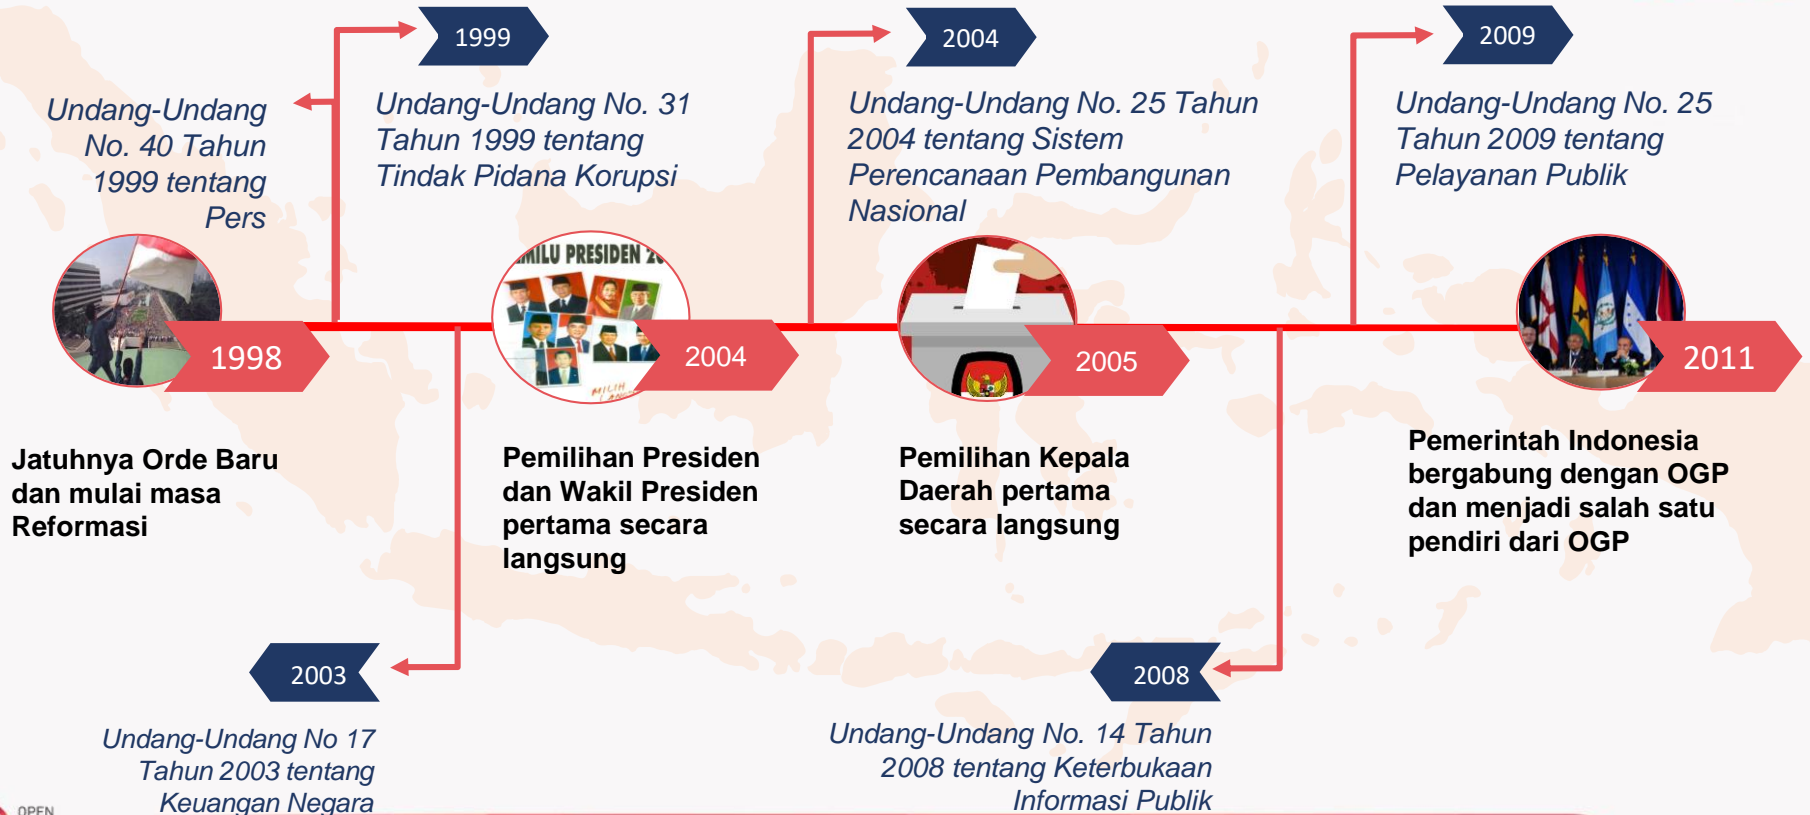 1999
2004
2009
Undang-Undang
No. 40 Tahun
1999 tentang
Pers
Undang-Undang No. 31
Tahun 1999 tentang
Tindak Pidana Korupsi
Undang-Undang No. 25 Tahun
2004 tentang Sistem
Perencanaan Pembangunan
Nasional
Undang-Undang No. 25
Tahun 2009 tentang
Pelayanan Publik
PRESIDEN
1998
2004
2005
2011
MILIH
Jatuhnya Orde Baru
dan mulai masa
Reformasi
Pemilihan Presiden
dan Wakil Presiden
pertama secara
langsung
Pemilihan Kepala
Daerah pertama
secara langsung
Pemerintah Indonesia
bergabung dengan OGP
dan menjadi salah satu
pendiri dari OGP
2003
2008
Undang-Undang No 17
Tahun 2003 tentang
Keuangan Negara
Undang-Undang No. 14 Tahun
2008 tentang Keterbukaan
Informasi Publik
OPEN